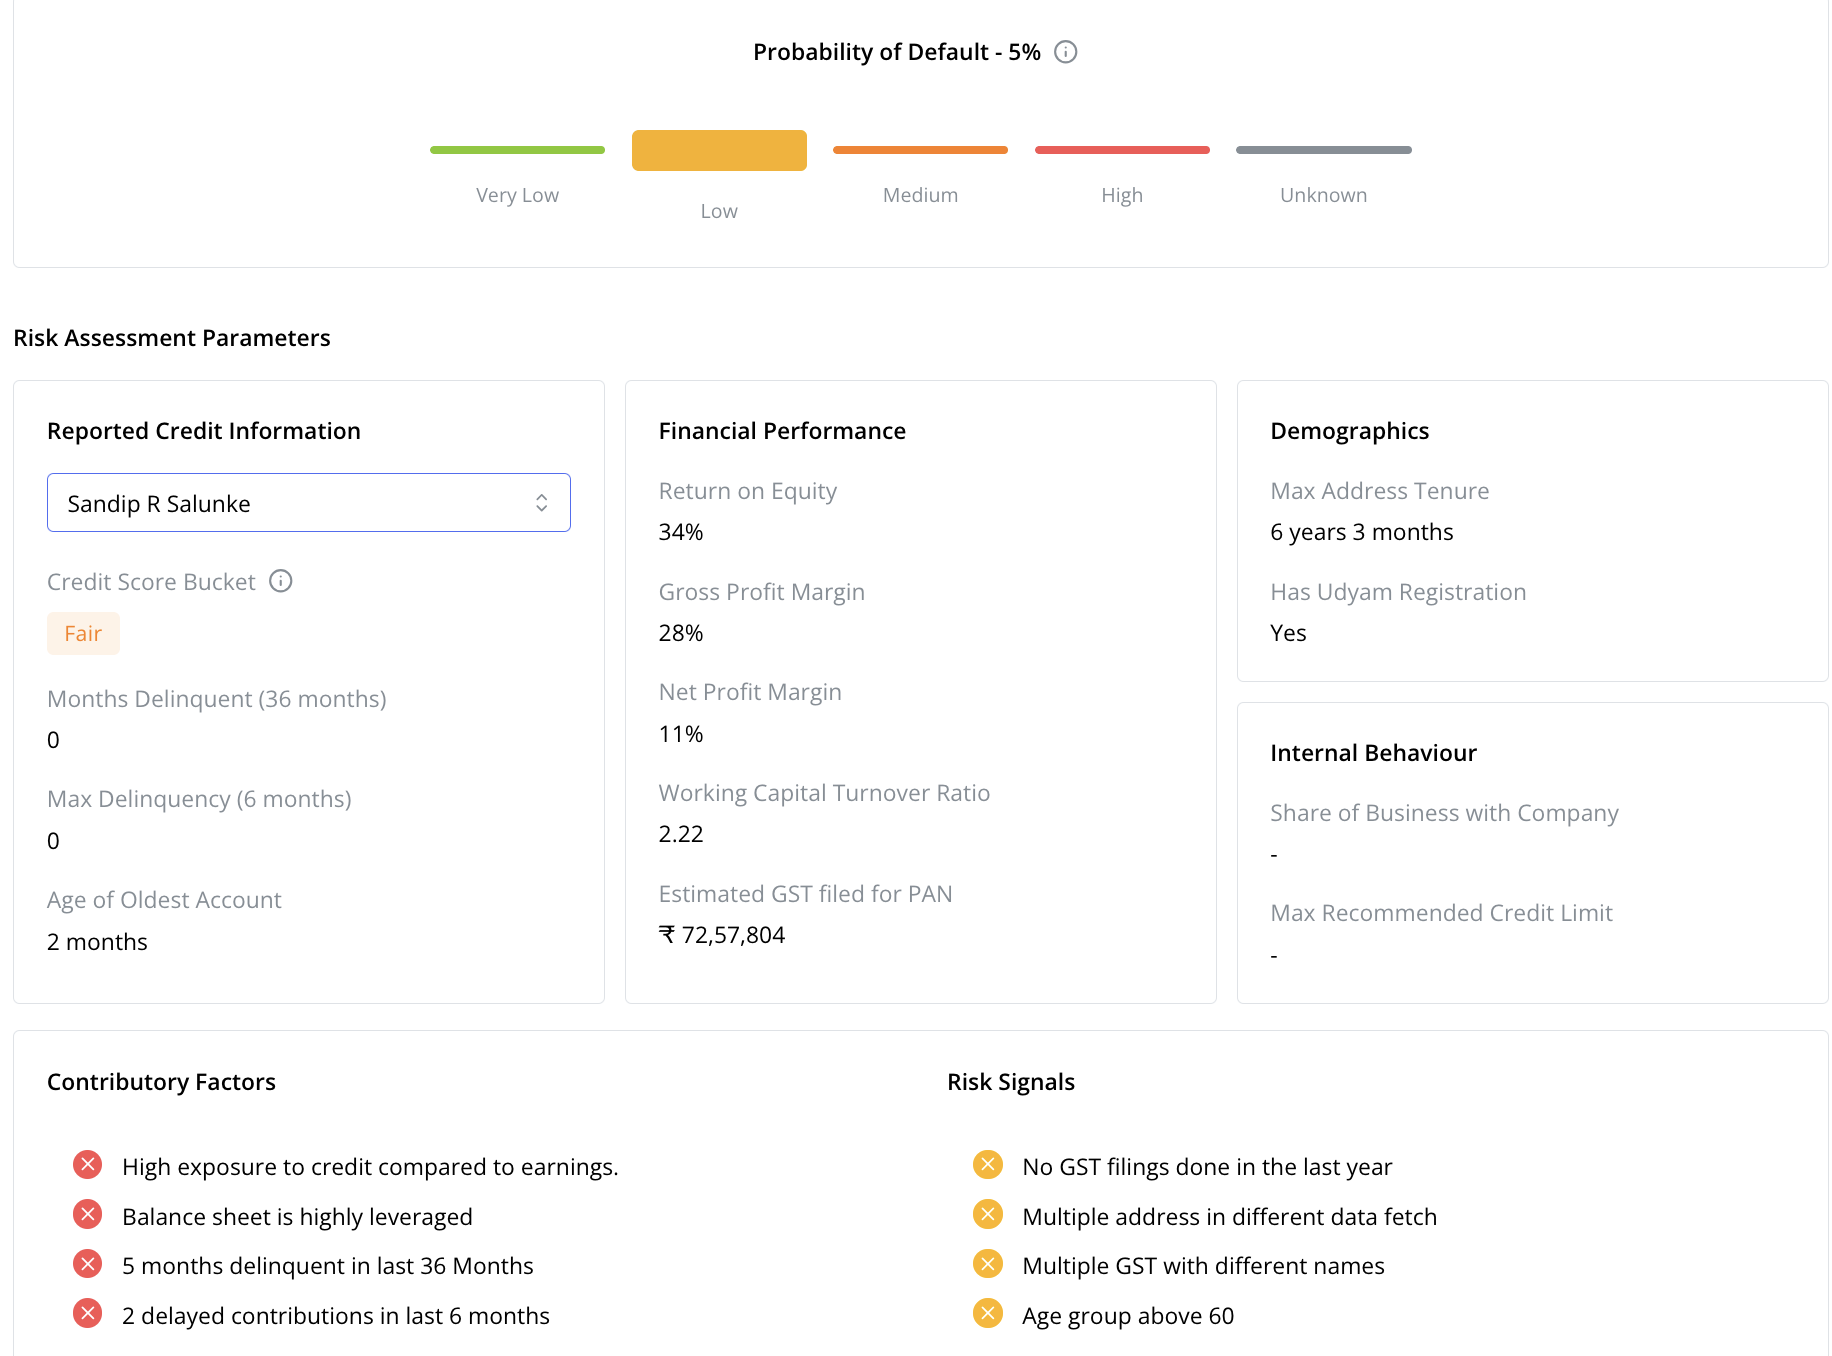 Probability of Default - 5%
Very Low
Low
Medium
High
Unknown
Risk Assessment Parameters
Reported Credit Information
Sandip R Salunke
Credit Score Bucket
Fair
Months Delinquent (36 months)
0
Max Delinquency (6 months)
0
Age of Oldest Account
2 months
Financial Performance
Return on Equity
34%
Gross Profit Margin
28%
Net Profit Margin
11%
Working Capital Turnover Ratio
2.22
Estimated GST filed for PAN
₹ 72,57,804
Demographics
Max Address Tenure
6 years 3 months
Has Udyam Registration
Yes
Internal Behaviour
Share of Business with Company
-
Max Recommended Credit Limit
-
Contributory Factors
High exposure to credit compared to earnings.
Balance sheet is highly leveraged
5 months delinquent in last 36 Months
2 delayed contributions in last 6 months
Risk Signals
No GST filings done in the last year
Multiple address in different data fetch
Multiple GST with different names
Age group above 60